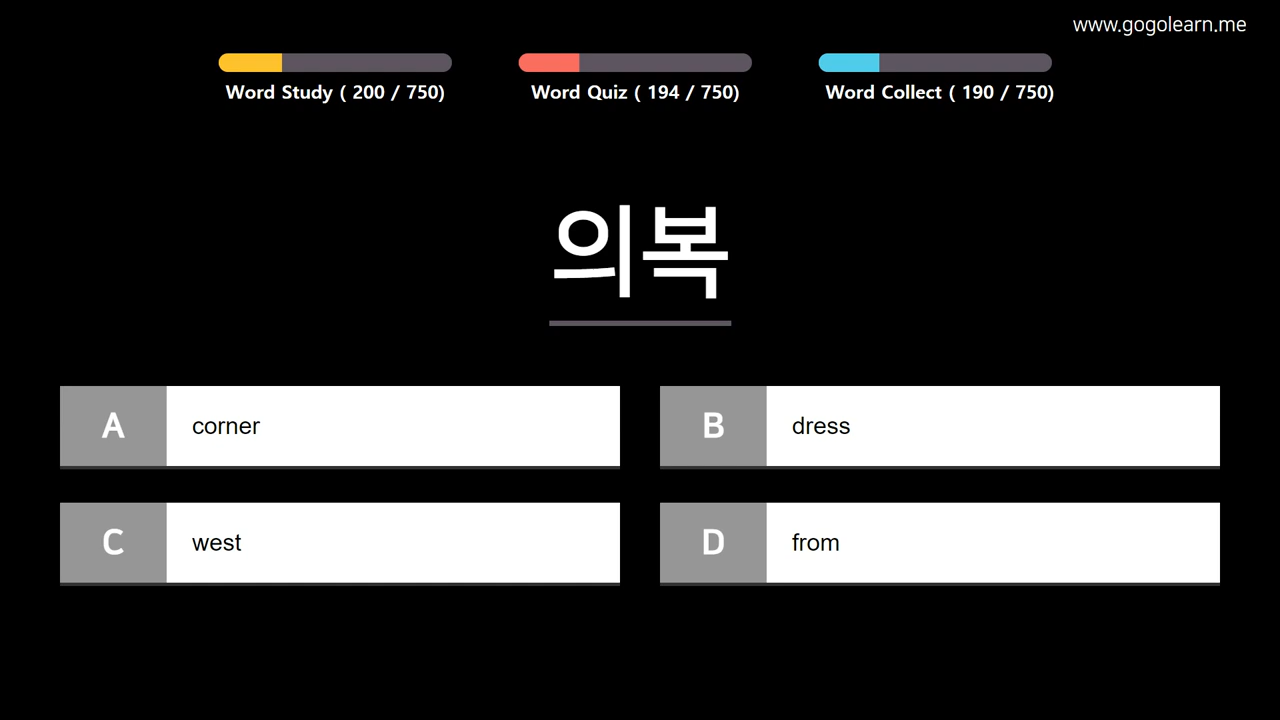 www.gogolearn.me
Word Study ( 200 / 750)
Word Quiz ( 194 / 750)
Word Collect ( 190 / 750)
의복
A corner
B dress
C west
D from